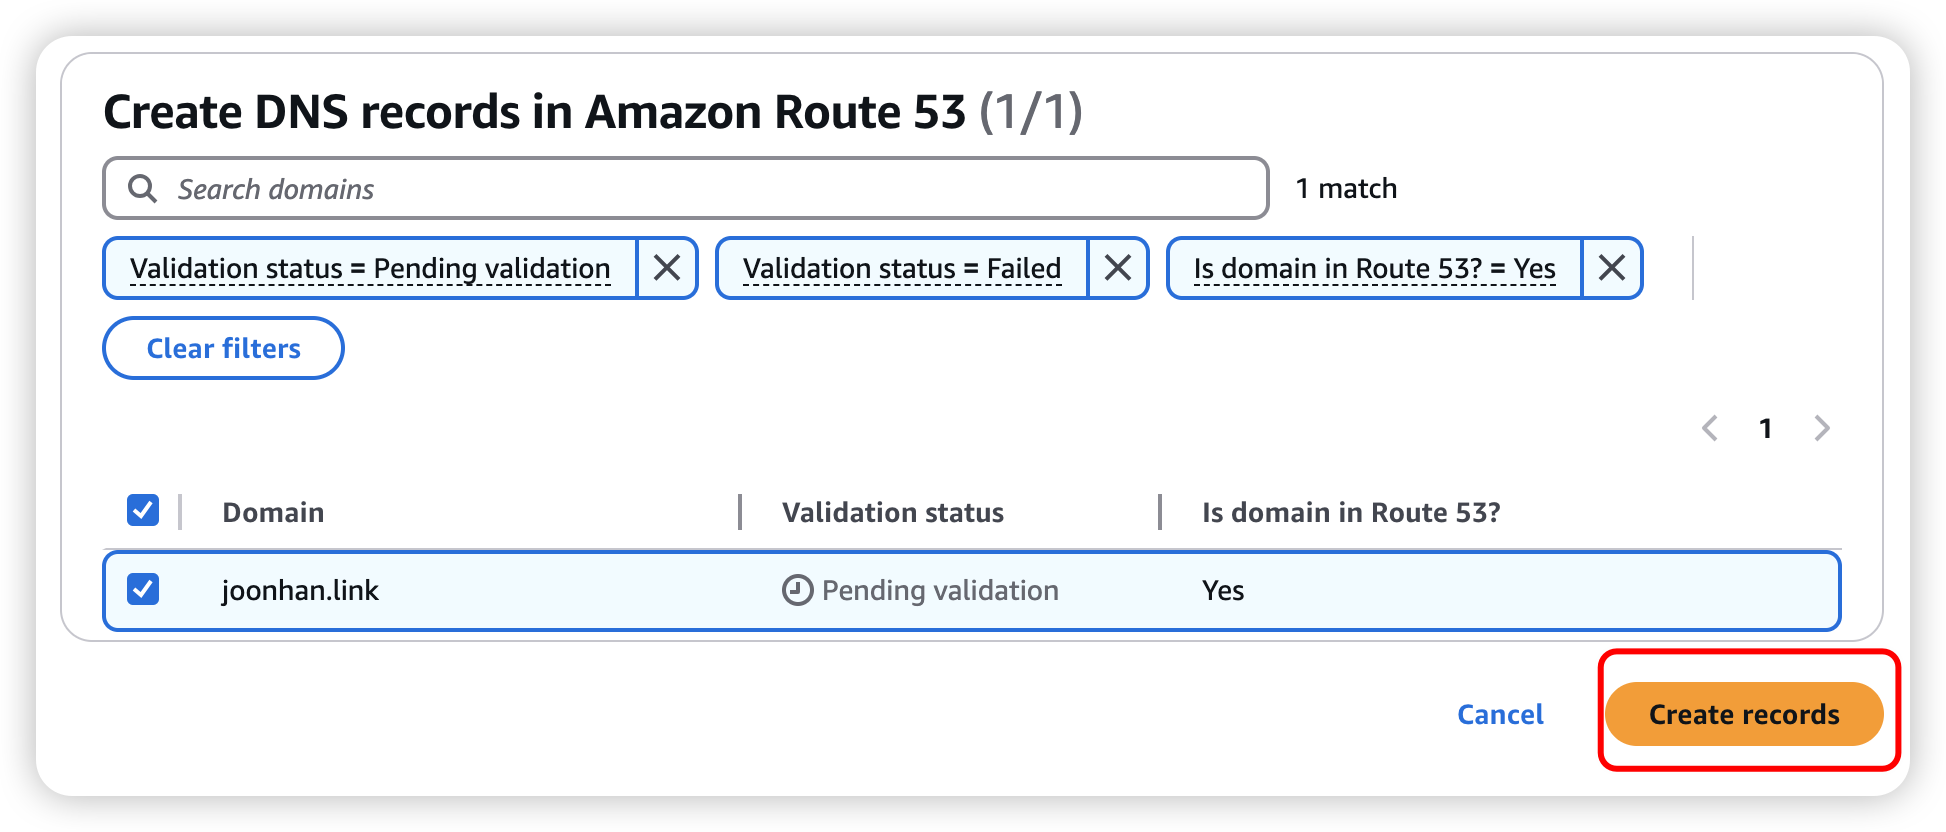 Create DNS records in Amazon Route 53 (1/1)
Search domains
1 match
Validation status = Pending validation
Validation status = Failed
Is domain in Route 53? = Yes
Clear filters
1
Domain
Validation status
Is domain in Route 53?
joonhan.link
Pending validation
Yes
Cancel
Create records